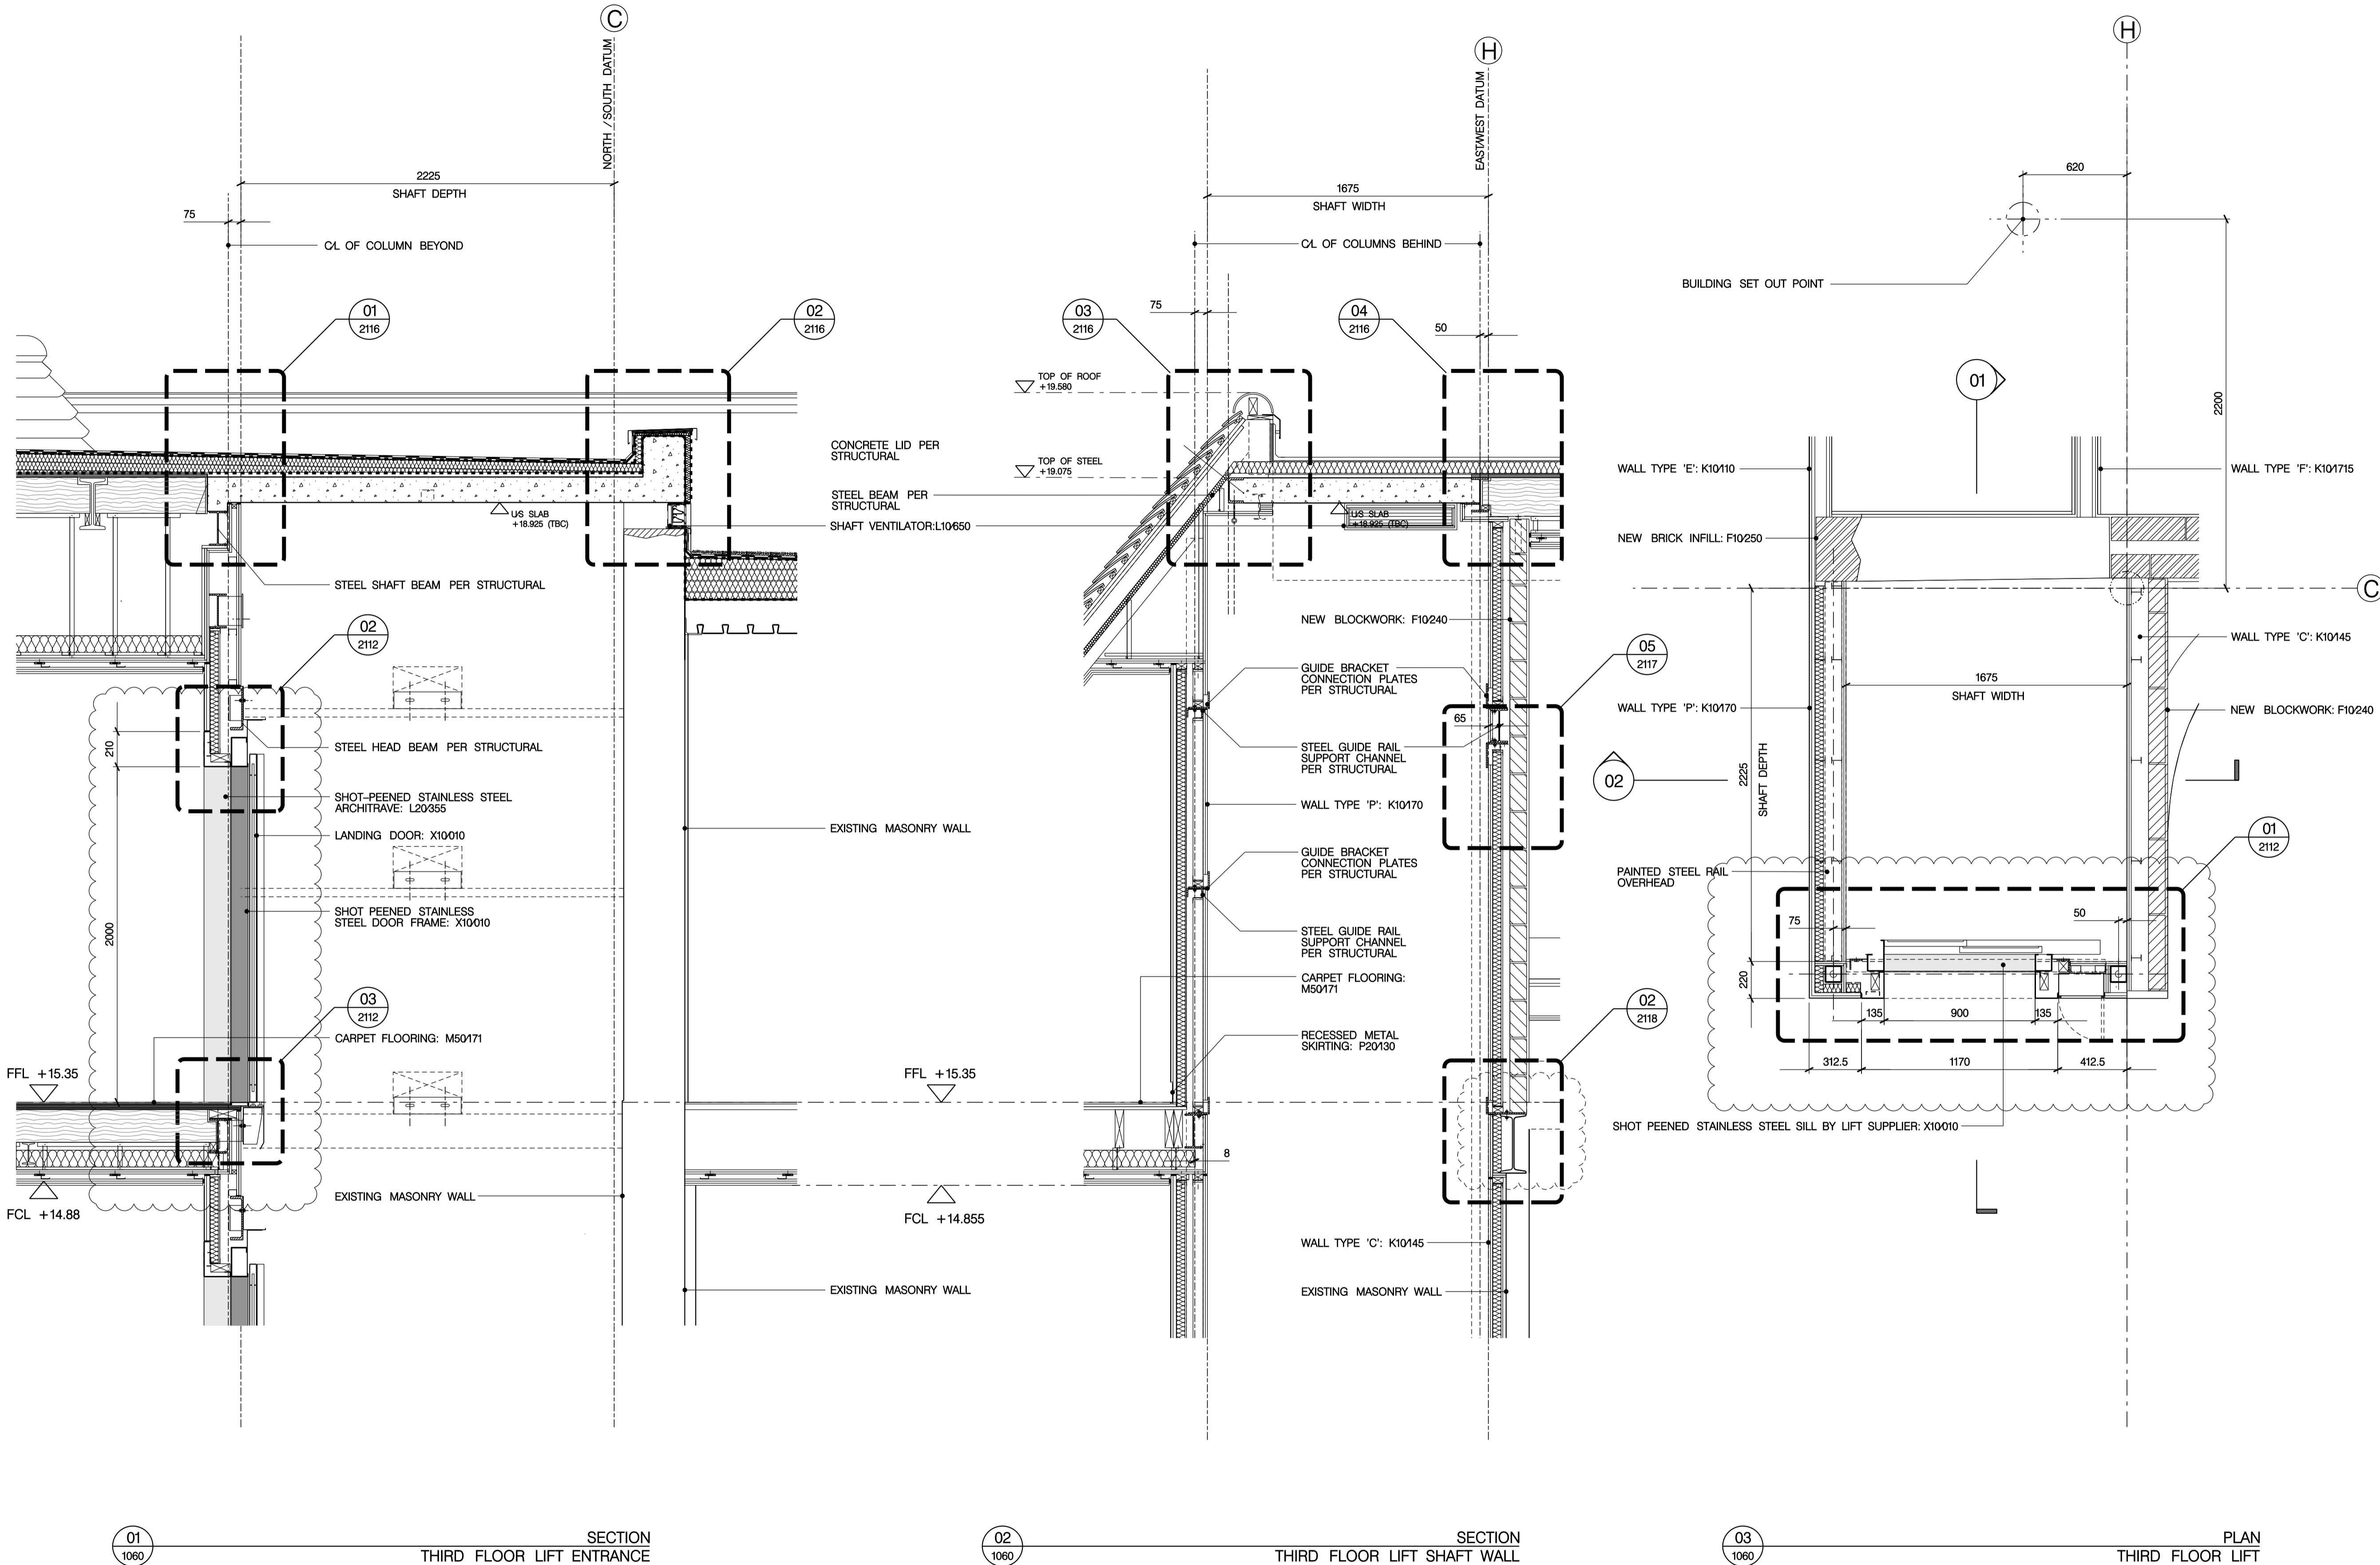 C
NORTH / SOUTH DATUM
2225
SHAFT DEPTH
75
C/L OF COLUMN BEYOND
01
2116
02
2116
U/S SLAB
+18.925 (TBC)
STEEL SHAFT BEAM PER STRUCTURAL
02
2112
210
STEEL HEAD BEAM PER STRUCTURAL
SHOT-PEENED STAINLESS STEEL
ARCHITRAVE: L20/355
LANDING DOOR: X10/010
2000
SHOT PEENED STAINLESS
STEEL DOOR FRAME: X10/010
03
2112
CARPET FLOORING: M50/171
FFL +15.35
FCL +14.88
EXISTING MASONRY WALL
CONCRETE LID PER
STRUCTURAL
STEEL BEAM PER
STRUCTURAL
SHAFT VENTILATOR:L10/650
EXISTING MASONRY WALL
FFL +15.35
FCL +14.855
EXISTING MASONRY WALL
01
1060
SECTION
THIRD FLOOR LIFT ENTRANCE
H
EAST/WEST DATUM
1675
SHAFT WIDTH
C/L OF COLUMNS BEHIND
03
2116
75
04
2116
50
TOP OF ROOF
+19.580
TOP OF STEEL
+19.075
U/S SLAB
+18.925 (TBC)
NEW BLOCKWORK: F10/240
GUIDE BRACKET
CONNECTION PLATES
PER STRUCTURAL
05
2117
65
STEEL GUIDE RAIL
SUPPORT CHANNEL
PER STRUCTURAL
WALL TYPE 'P': K10/170
GUIDE BRACKET
CONNECTION PLATES
PER STRUCTURAL
STEEL GUIDE RAIL
SUPPORT CHANNEL
PER STRUCTURAL
CARPET FLOORING:
M50/171
02
2118
RECESSED METAL
SKIRTING: P20/130
8
WALL TYPE 'C': K10/145
EXISTING MASONRY WALL
02
1060
SECTION
THIRD FLOOR LIFT SHAFT WALL
H
620
BUILDING SET OUT POINT
01
2200
WALL TYPE 'E': K10/110
WALL TYPE 'F': K10/1715
NEW BRICK INFILL: F10/250
C
WALL TYPE 'C': K10/145
1675
SHAFT WIDTH
WALL TYPE 'P': K10/170
NEW BLOCKWORK: F10/240
02
2225
SHAFT DEPTH
01
2112
PAINTED STEEL RAIL
OVERHEAD
75
50
220
135
900
135
312.5
1170
412.5
SHOT PEENED STAINLESS STEEL SILL BY LIFT SUPPLIER: X10/010
03
1060
PLAN
THIRD FLOOR LIFT